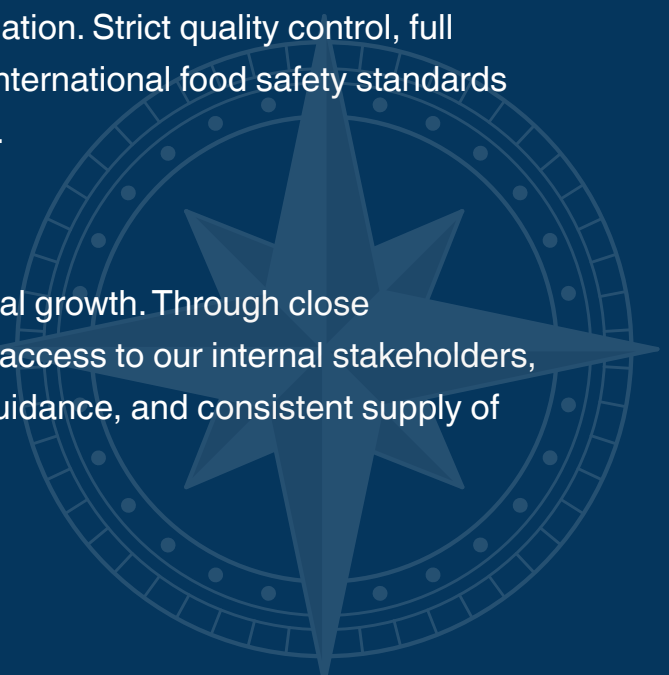 ation. Strict quality control, full
nternational food safety standards
.
al growth. Through close
access to our internal stakeholders,
uidance, and consistent supply of